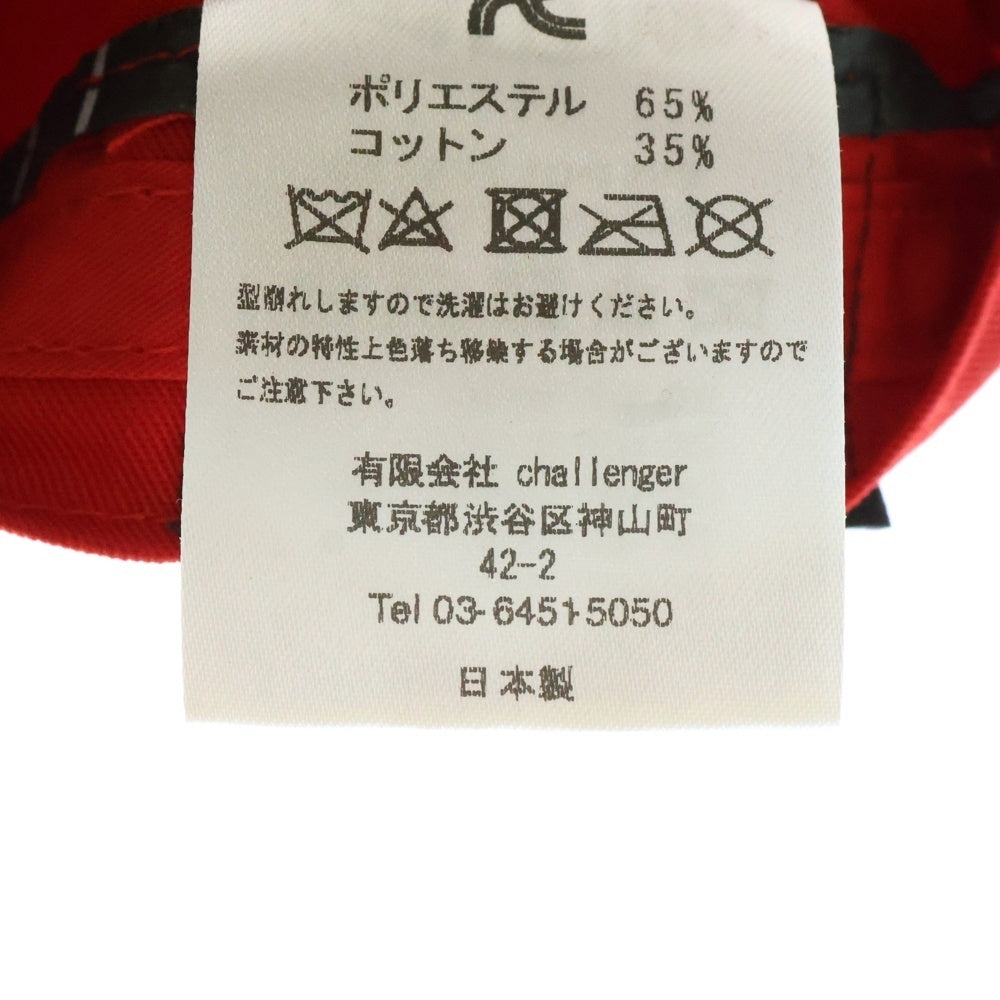 ポリエステル 65%
コットン 35%
型崩れしますので洗濯はお避けください。
素材の特性上色落ち移染する場合がございますので
ご注意下さい。
有限会社 challenger
東京都渋谷区神山町
42-2
Tel 03-6451-5050
日本製